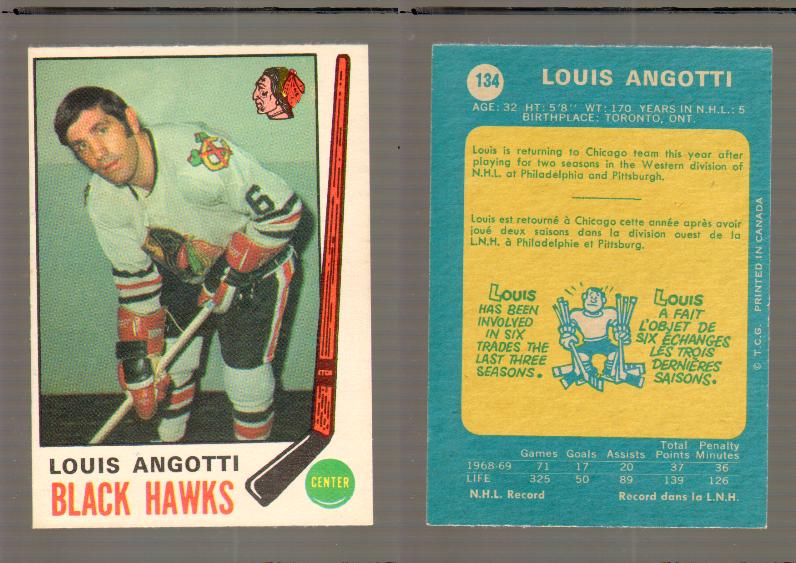 6
LOUIS ANGOTTI
BLACK HAWKS
CENTER
134
LOUIS ANGOTTI
AGE: 32 HT: 5'8" WT: 170 YEARS IN N.H.L.: 5
BIRTHPLACE: TORONTO, ONT.
Louis is returning to Chicago team this year after
playing for two seasons in the Western division of
N.H.L. at Philadelphia and Pittsburgh.
Louis est retourné à Chicago cette année après avoir
joué deux saisons dans la division ouest de la
L.N.H. à Philadelphie et Pittsburg.
LOUIS
HAS BEEN
INVOLVED
IN SIX
TRADES THE
LAST THREE
SEASONS.
LOUIS
A FAIT
L'OBJET DE
SIX ÉCHANGES
LES TROIS
DERNIÈRES
SAISONS.
© T.C.G. PRINTED IN CANADA
Games Goals Assists Total Points Penalty Minutes
1968-69 71 17 20 37 36
LIFE 325 50 89 139 126
N.H.L. Record Record dans la L.N.H.